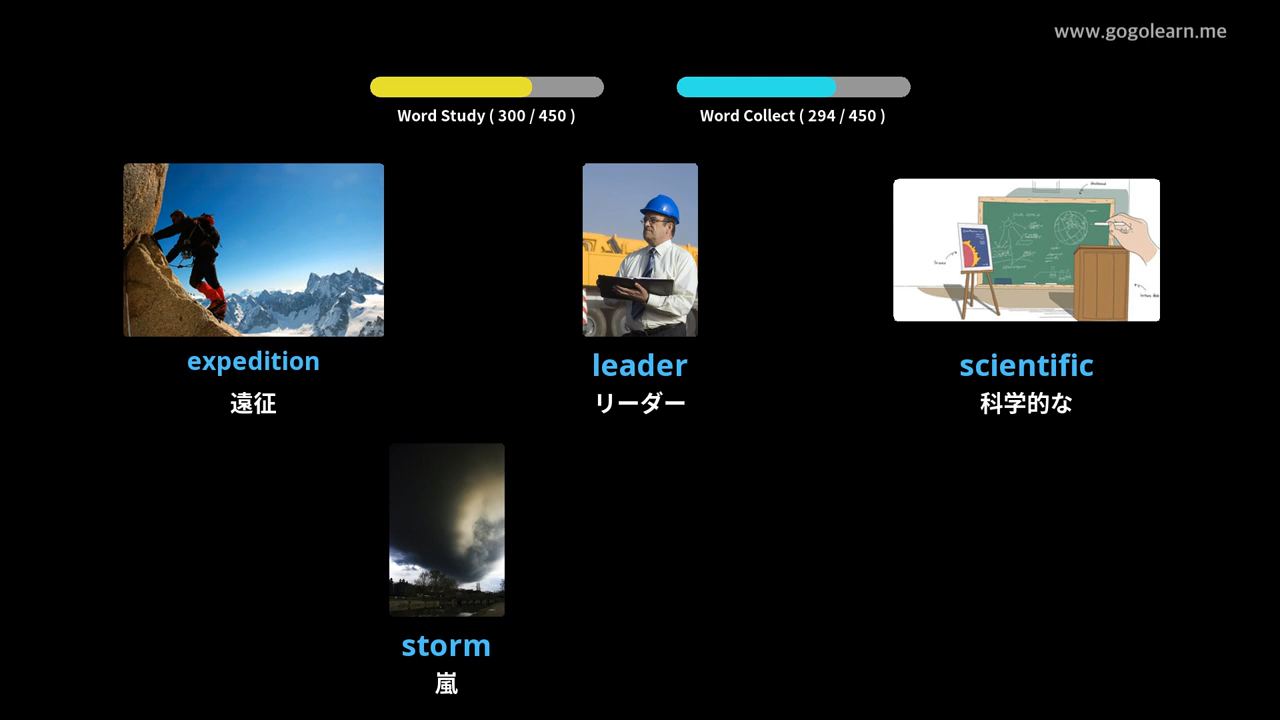 www.gogolearn.me
Word Study ( 300 / 450 )
Word Collect ( 294 / 450 )
expedition
leader
scientific
遠征
リーダー
科学的な
storm
嵐